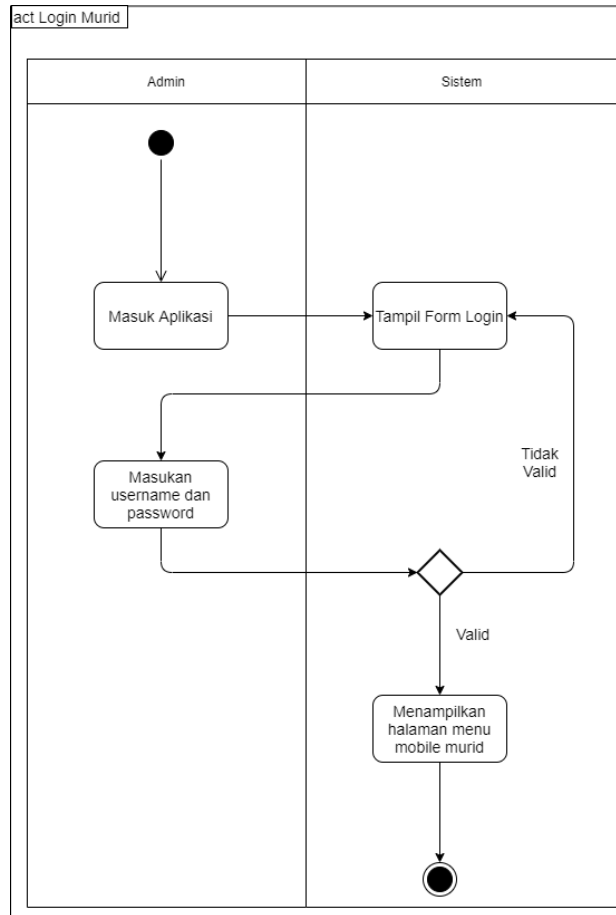 act Login Murid
Admin
Sistem
Masuk Aplikasi
Tampil Form Login
Masukan
username dan
password
Tidak
Valid
Valid
Menampilkan
halaman menu
mobile murid